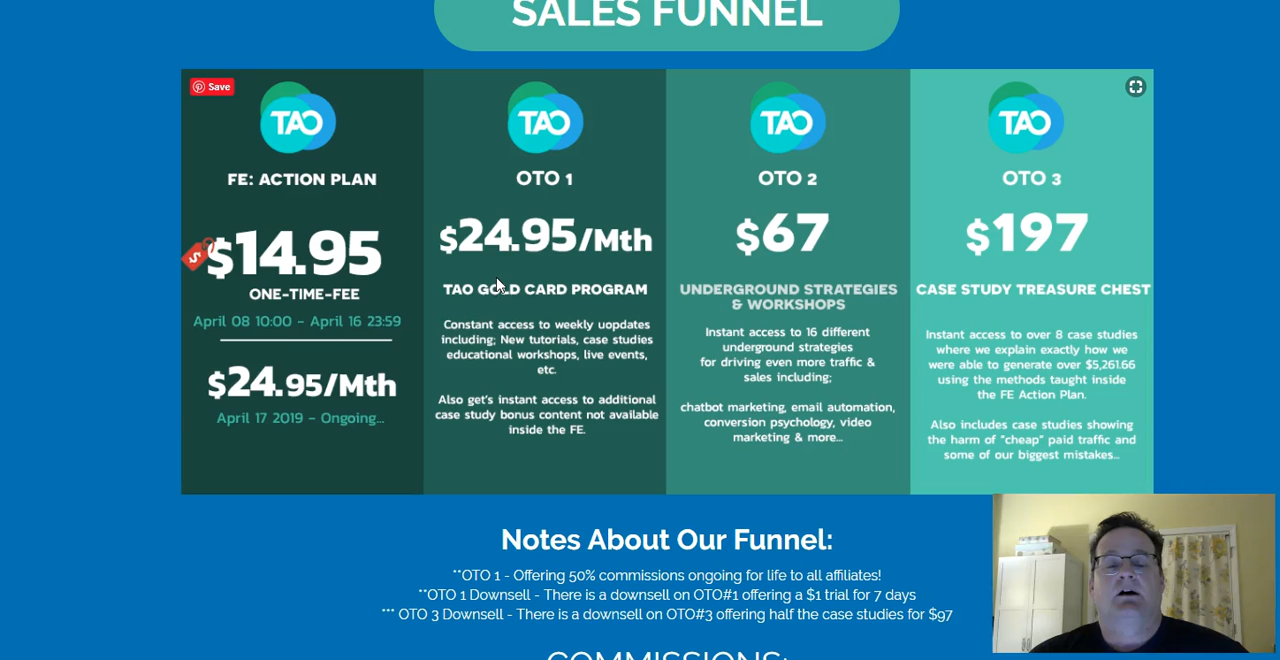 SALES FUNNEL
Save
TAO
FE: ACTION PLAN
$14.95
ONE-TIME-FEE
April 08 10:00 - April 16 23:59
$24.95/Mth
April 17 2019 - Ongoing...
TAO
OTO 1
$24.95/Mth
TAO GOLD CARD PROGRAM
Constant access to weekly uopdates
including; New tutorials, case studies
educational workshops, live events,
etc.
Also get's instant access to additional
case study bonus content not available
inside the FE.
TAO
OTO 2
$67
UNDERGROUND STRATEGIES
& WORKSHOPS
Instant access to 16 different
underground strategies
for driving even more traffic &
sales including;
chatbot marketing, email automation,
conversion psychology, video
marketing & more...
TAO
OTO 3
$197
CASE STUDY TREASURE CHEST
Instant access to over 8 case studies
where we explain exactly how we
were able to generate over $5,261.66
using the methods taught inside
the FE Action Plan.
Also includes case studies showing
the harm of "cheap" paid traffic and
some of our biggest mistakes...
Notes About Our Funnel:
**OTO 1 - Offering 50% commissions ongoing for life to all affiliates!
**OTO 1 Downsell - There is a downsell on OTO#1 offering a $1 trial for 7 days
*** OTO 3 Downsell - There is a downsell on OTO#3 offering half the case studies for $97
COMMISSIONS: